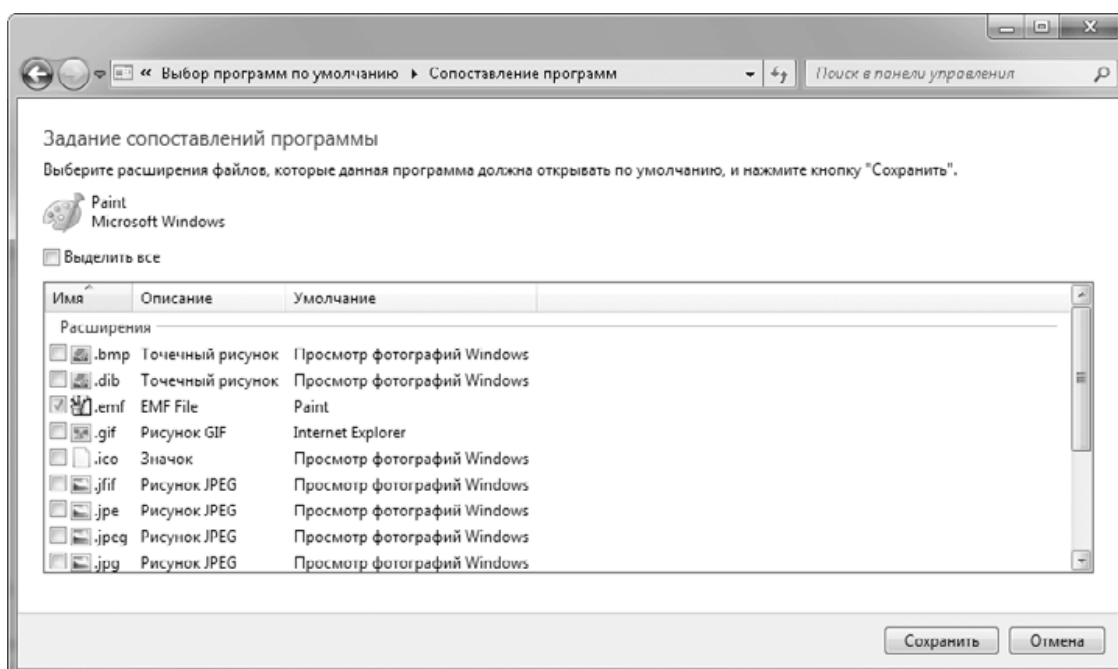 « Выбор программ по умолчанию ▸ Сопоставление программ
Поиск в панели управления
Задание сопоставлений программы
Выберите расширения файлов, которые данная программа должна открывать по умолчанию, и нажмите кнопку "Сохранить".
Paint
Microsoft Windows
Выделить все
Имя Описание Умолчание
Расширения
.bmp Точечный рисунок Просмотр фотографий Windows
.dib Точечный рисунок Просмотр фотографий Windows
.emf EMF File Paint
.gif Рисунок GIF Internet Explorer
.ico Значок Просмотр фотографий Windows
.jfif Рисунок JPEG Просмотр фотографий Windows
.jpe Рисунок JPEG Просмотр фотографий Windows
.jpeg Рисунок JPEG Просмотр фотографий Windows
.jpg Рисунок JPEG Просмотр фотографий Windows
Сохранить Отмена